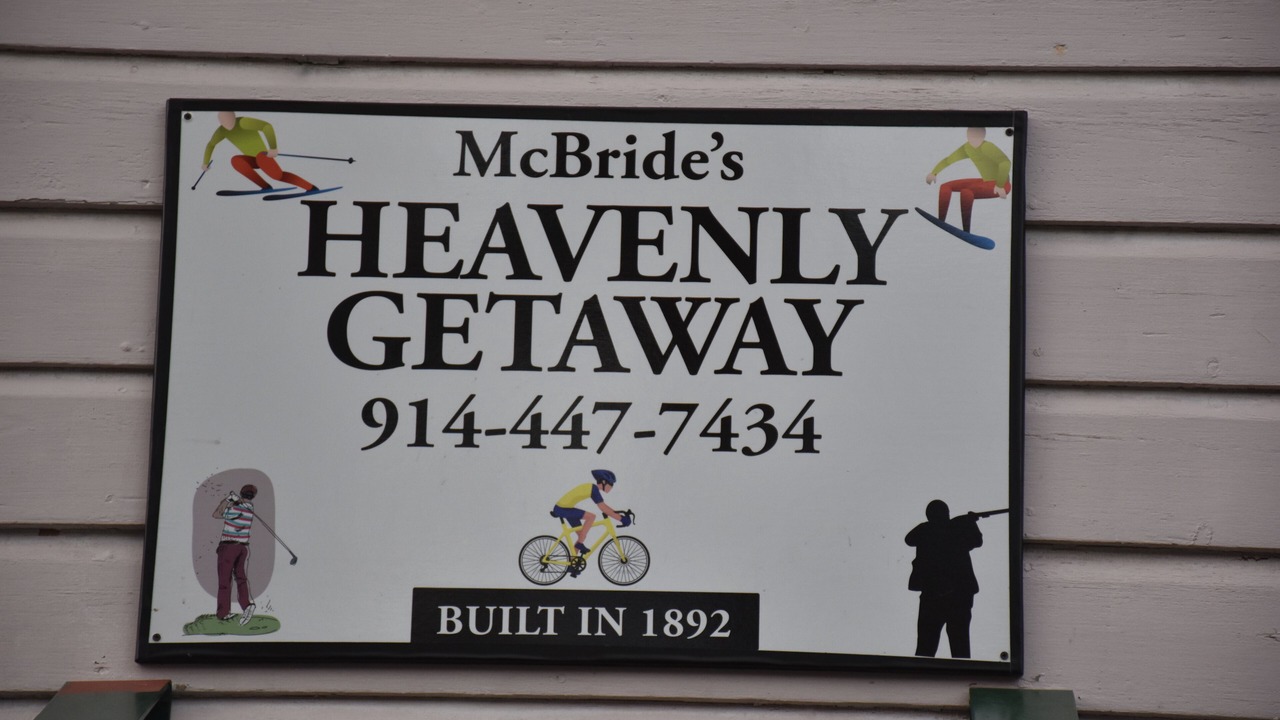 McBride's
HEAVENLY
GETAWAY
914-447-7434
BUILT IN 1892